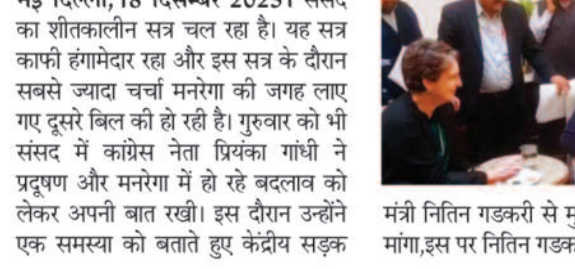 नई दिल्ली, 18 दिसम्बर 2025। संसद
का शीतकालीन सत्र चल रहा है। यह सत्र
काफी हंगामेदार रहा और इस सत्र के दौरान
सबसे ज्यादा चर्चा मनरेगा की जगह लाए
गए दूसरे बिल की हो रही है। गुरुवार को भी
संसद में कांग्रेस नेता प्रियंका गांधी ने
प्रदूषण और मनरेगा में हो रहे बदलाव को
लेकर अपनी बात रखी। इस दौरान उन्होंने
एक समस्या को बताते हुए केंद्रीय सड़क
मंत्री नितिन गडकरी से
मांगा,इस पर नितिन